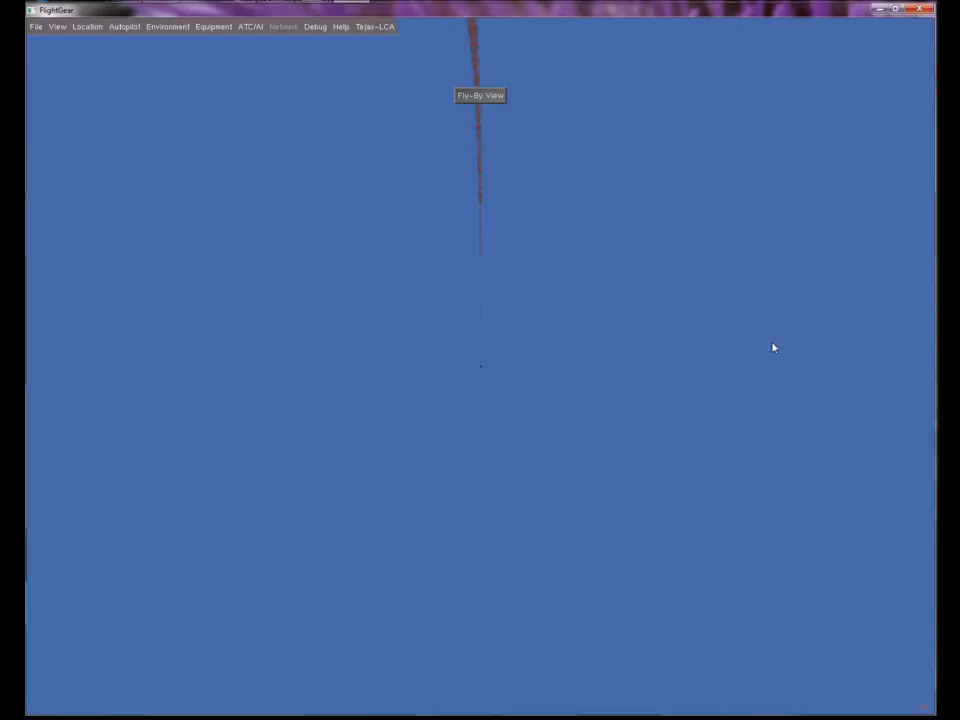 FlightGear
File View Location Autopilot Environment Equipment ATC/AI Network Debug Help Tejas-LCA
Fly-By View